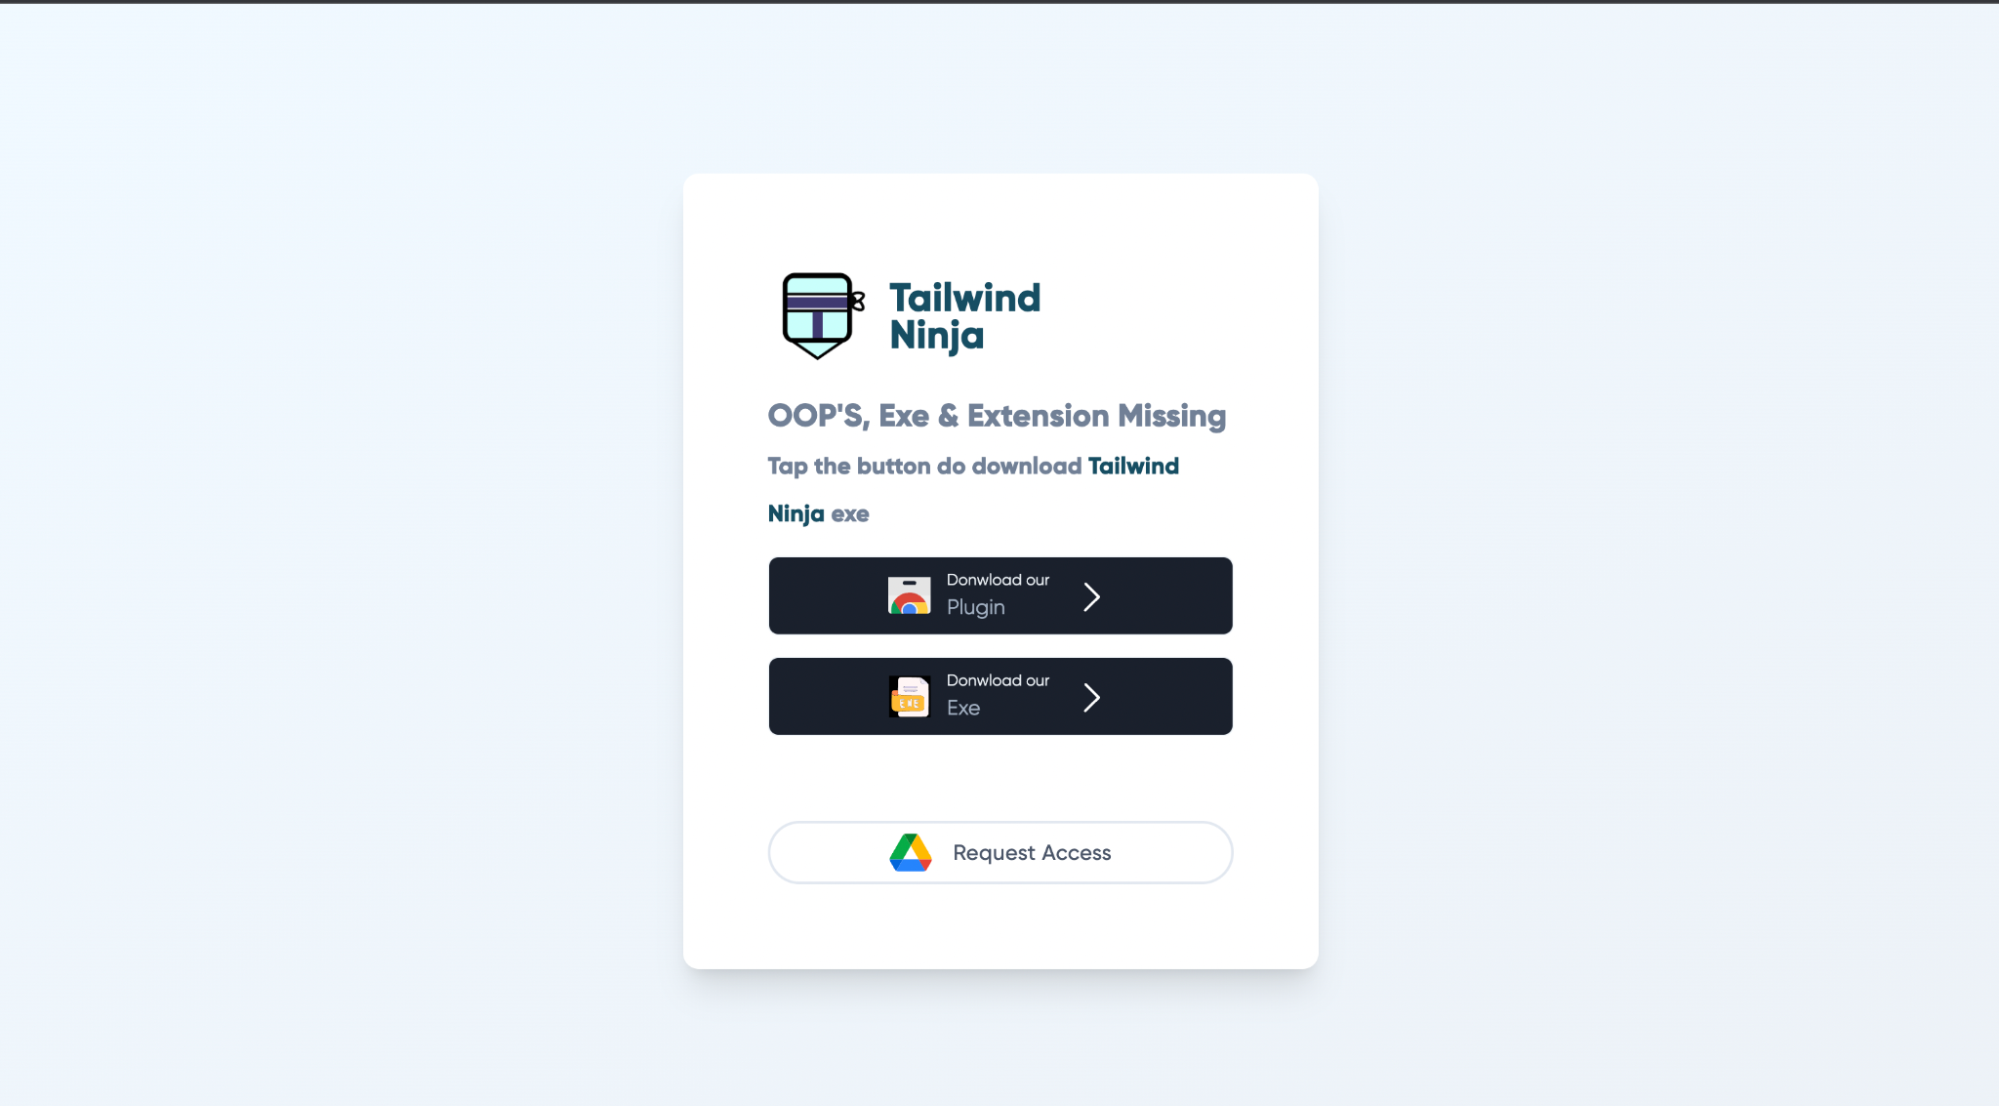 Tailwind
Ninja
OOP'S, Exe & Extension Missing
Tap the button do download Tailwind
Ninja exe
Donwload our
Plugin
Donwload our
EXE
Exe
Request Access